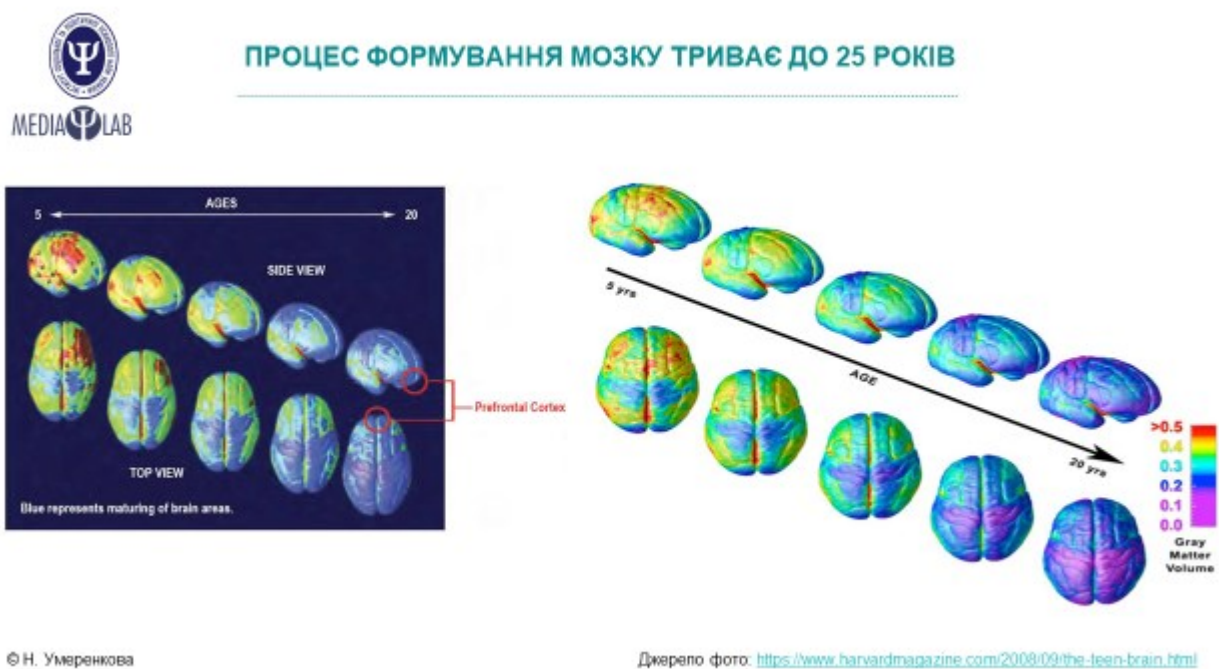 MEDIA LAB
ПРОЦЕС ФОРМУВАННЯ МОЗКУ ТРИВАЄ ДО 25 РОКІВ
AGES
5
20
SIDE VIEW
Prefrontal Cortex
TOP VIEW
Blue represents maturing of brain areas.
5 yrs
AGE
20 yrs
>0.5
0.4
0.3
0.2
0.1
0.0
Gray
Matter
Volume
© Н. Умеренкова
Джерело фото: https://www.harvardmagazine.com/2008/09/the-teen-brain.html